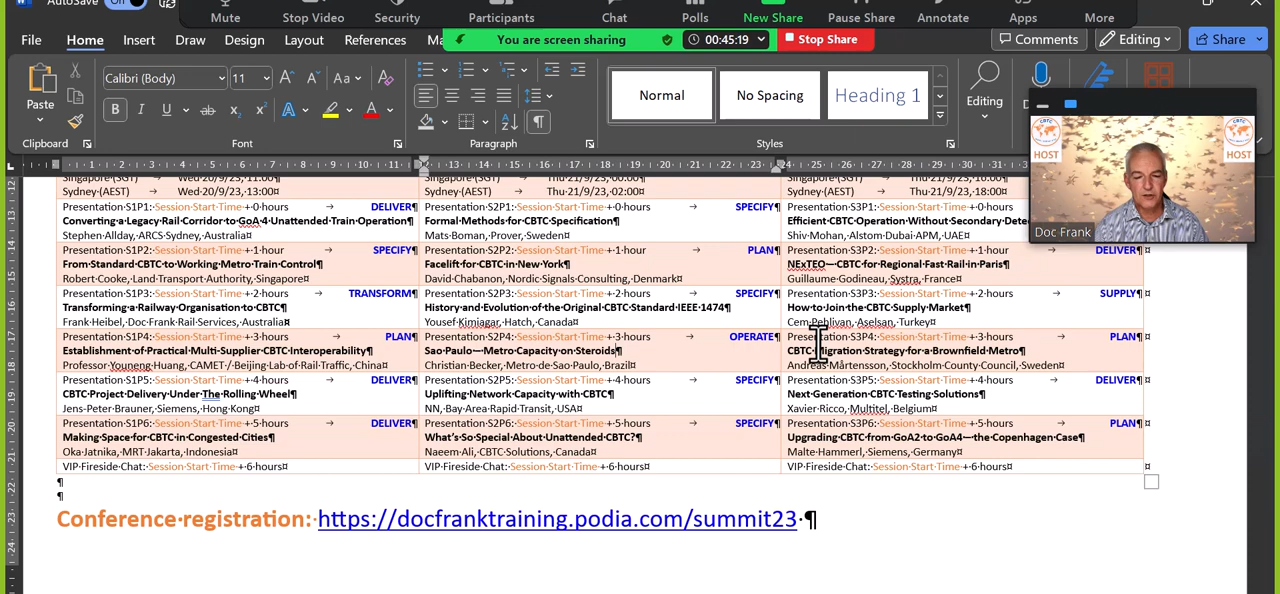 AutoSave On
Mute Stop Video Security Participants Chat Polls New Share Pause Share Annotate Apps More
File Home Insert Draw Design Layout References You are screen sharing 00:45:19 Stop Share Comments Editing Share
Calibri (Body) 11 Normal No Spacing Heading 1
Paste Editing
Clipboard Font Paragraph Styles
CBTC HOST CBTC HOST
Doc Frank
Sydney·(AEST) → Wed·20/9/23,·13:00¤ Thu·21/9/23,·02:00¤ Thu·21/9/23,·18:00¤
Presentation·S1P1:·Session·Start·Time·+·0·hours → DELIVER¶
Converting·a·Legacy·Rail·Corridor·to·GoA·4·Unattended·Train·Operation¶
Stephen·Allday,·ARCS·Sydney,·Australia¤
Presentation·S2P1:·Session·Start·Time·+·0·hours → SPECIFY¶
Formal·Methods·for·CBTC·Specification¶
Mats·Boman,·Prover,·Sweden¤
Presentation·S3P1:·Session·Start·Time·+·0·hours
Efficient·CBTC·Operation·Without·Secondary
Shiv·Mohan,·Alstom·Dubai·APM,·UAE¤
Presentation·S1P2:·Session·Start·Time·+·1·hour → SPECIFY¶
From·Standard·CBTC·to·Working·Metro·Train·Control¶
Robert·Cooke,·Land·Transport·Authority,·Singapore¤
Presentation·S2P2:·Session·Start·Time·+·1·hour → PLAN¶
Facelift·for·CBTC·in·New·York¶
David·Chabanon,·Nordic·Signals·Consulting,·Denmark¤
Presentation·S3P2:·Session·Start·Time·+·1·hour → DELIVER¶
NExTEO·—·CBTC·for·Regional·Fast·Rail·in·Paris¶
Guillaume·Godineau,·Systra,·France¤
Presentation·S1P3:·Session·Start·Time·+·2·hours → TRANSFORM¶
Transforming·a·Railway·Organisation·to·CBTC¶
Frank·Heibel,·Doc·Frank·Rail·Services,·Australia¤
Presentation·S2P3:·Session·Start·Time·+·2·hours → SPECIFY¶
History·and·Evolution·of·the·Original·CBTC·Standard·IEEE·1474¶
Yousef·Kimiagar,·Hatch,·Canada¤
Presentation·S3P3:·Session·Start·Time·+·2·hours → SUPPLY¶
How·to·Join·the·CBTC·Supply·Market¶
Cem·Pehlivan,·Aselsan,·Turkey¤
Presentation·S1P4:·Session·Start·Time·+·3·hours → PLAN¶
Establishment·of·Practical·Multi-Supplier·CBTC·Interoperability¶
Professor·Youneng·Huang,·CAMET·/·Beijing·Lab·of·Rail·Traffic,·China¤
Presentation·S2P4:·Session·Start·Time·+·3·hours → OPERATE¶
Sao·Paulo·—·Metro·Capacity·on·Steroids¶
Christian·Becker,·Metro·de·Sao·Paulo,·Brazil¤
Presentation·S3P4:·Session·Start·Time·+·3·hours → PLAN¶
CBTC·Migration·Strategy·for·a·Brownfield·Metro¶
Andreas·Mårtensson,·Stockholm·County·Council,·Sweden¤
Presentation·S1P5:·Session·Start·Time·+·4·hours → DELIVER¶
CBTC·Project·Delivery·Under·The·Rolling·Wheel¶
Jens-Peter·Brauner,·Siemens,·Hong·Kong¤
Presentation·S2P5:·Session·Start·Time·+·4·hours → SPECIFY¶
Uplifting·Network·Capacity·with·CBTC¶
NN,·Bay·Area·Rapid·Transit,·USA¤
Presentation·S3P5:·Session·Start·Time·+·4·hours → DELIVER¶
Next·Generation·CBTC·Testing·Solutions¶
Xavier·Ricco,·Multitel,·Belgium¤
Presentation·S1P6:·Session·Start·Time·+·5·hours → DELIVER¶
Making·Space·for·CBTC·in·Congested·Cities¶
Oka·Jatnika,·MRT·Jakarta,·Indonesia¤
Presentation·S2P6:·Session·Start·Time·+·5·hours → SPECIFY¶
What's·So·Special·About·Unattended·CBTC?¶
Naeem·Ali,·CBTC·Solutions,·Canada¤
Presentation·S3P6:·Session·Start·Time·+·5·hours → PLAN¶
Upgrading·CBTC·from·GoA2·to·GoA4·—·the·Copenhagen·Case¶
Malte·Hammerl,·Siemens,·Germany¤
VIP·Fireside·Chat:·Session·Start·Time·+·6·hours¤ VIP·Fireside·Chat:·Session·Start·Time·+·6·hours¤ VIP·Fireside·Chat:·Session·Start·Time·+·6·hours¤
Conference·registration:·https://docfranktraining.podia.com/summit23·¶